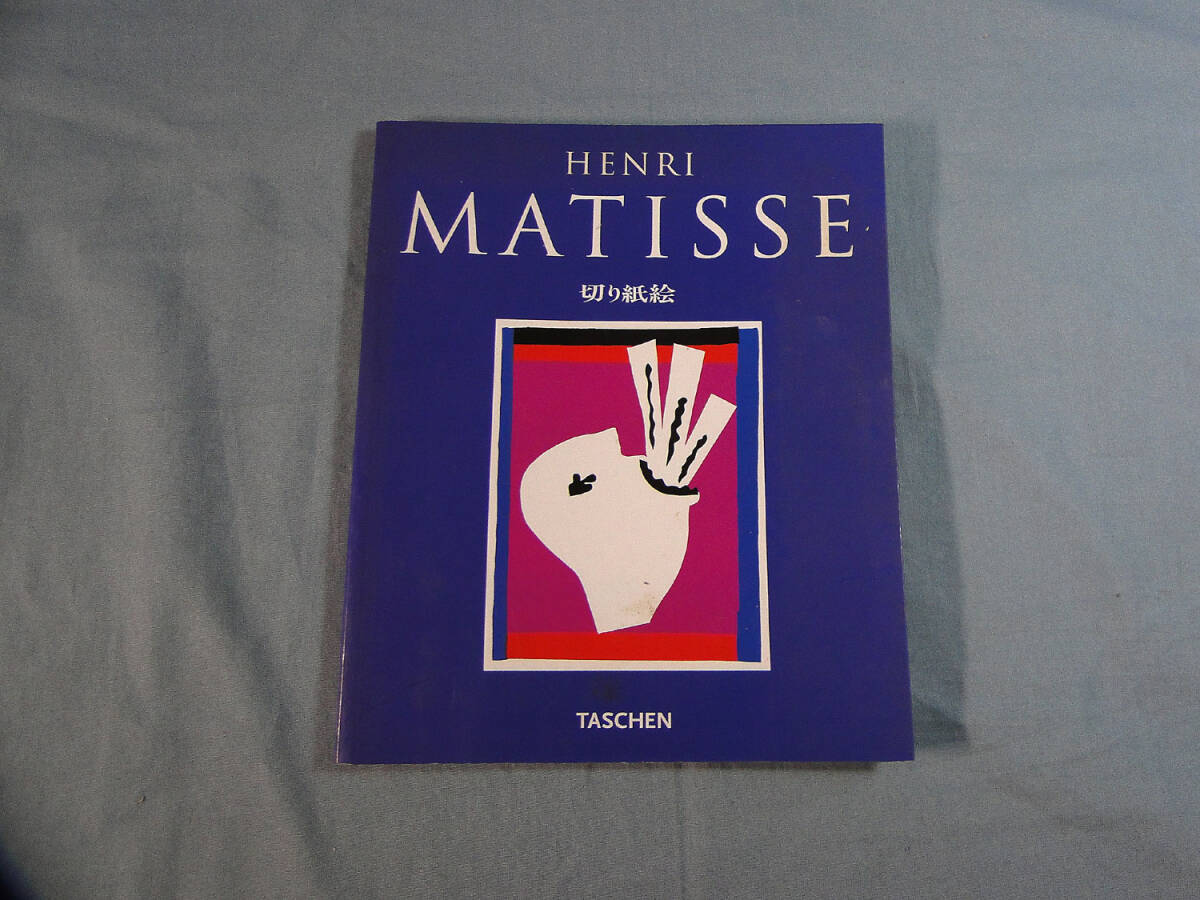 HENRI
MATISSE
切り紙絵
TASCHEN